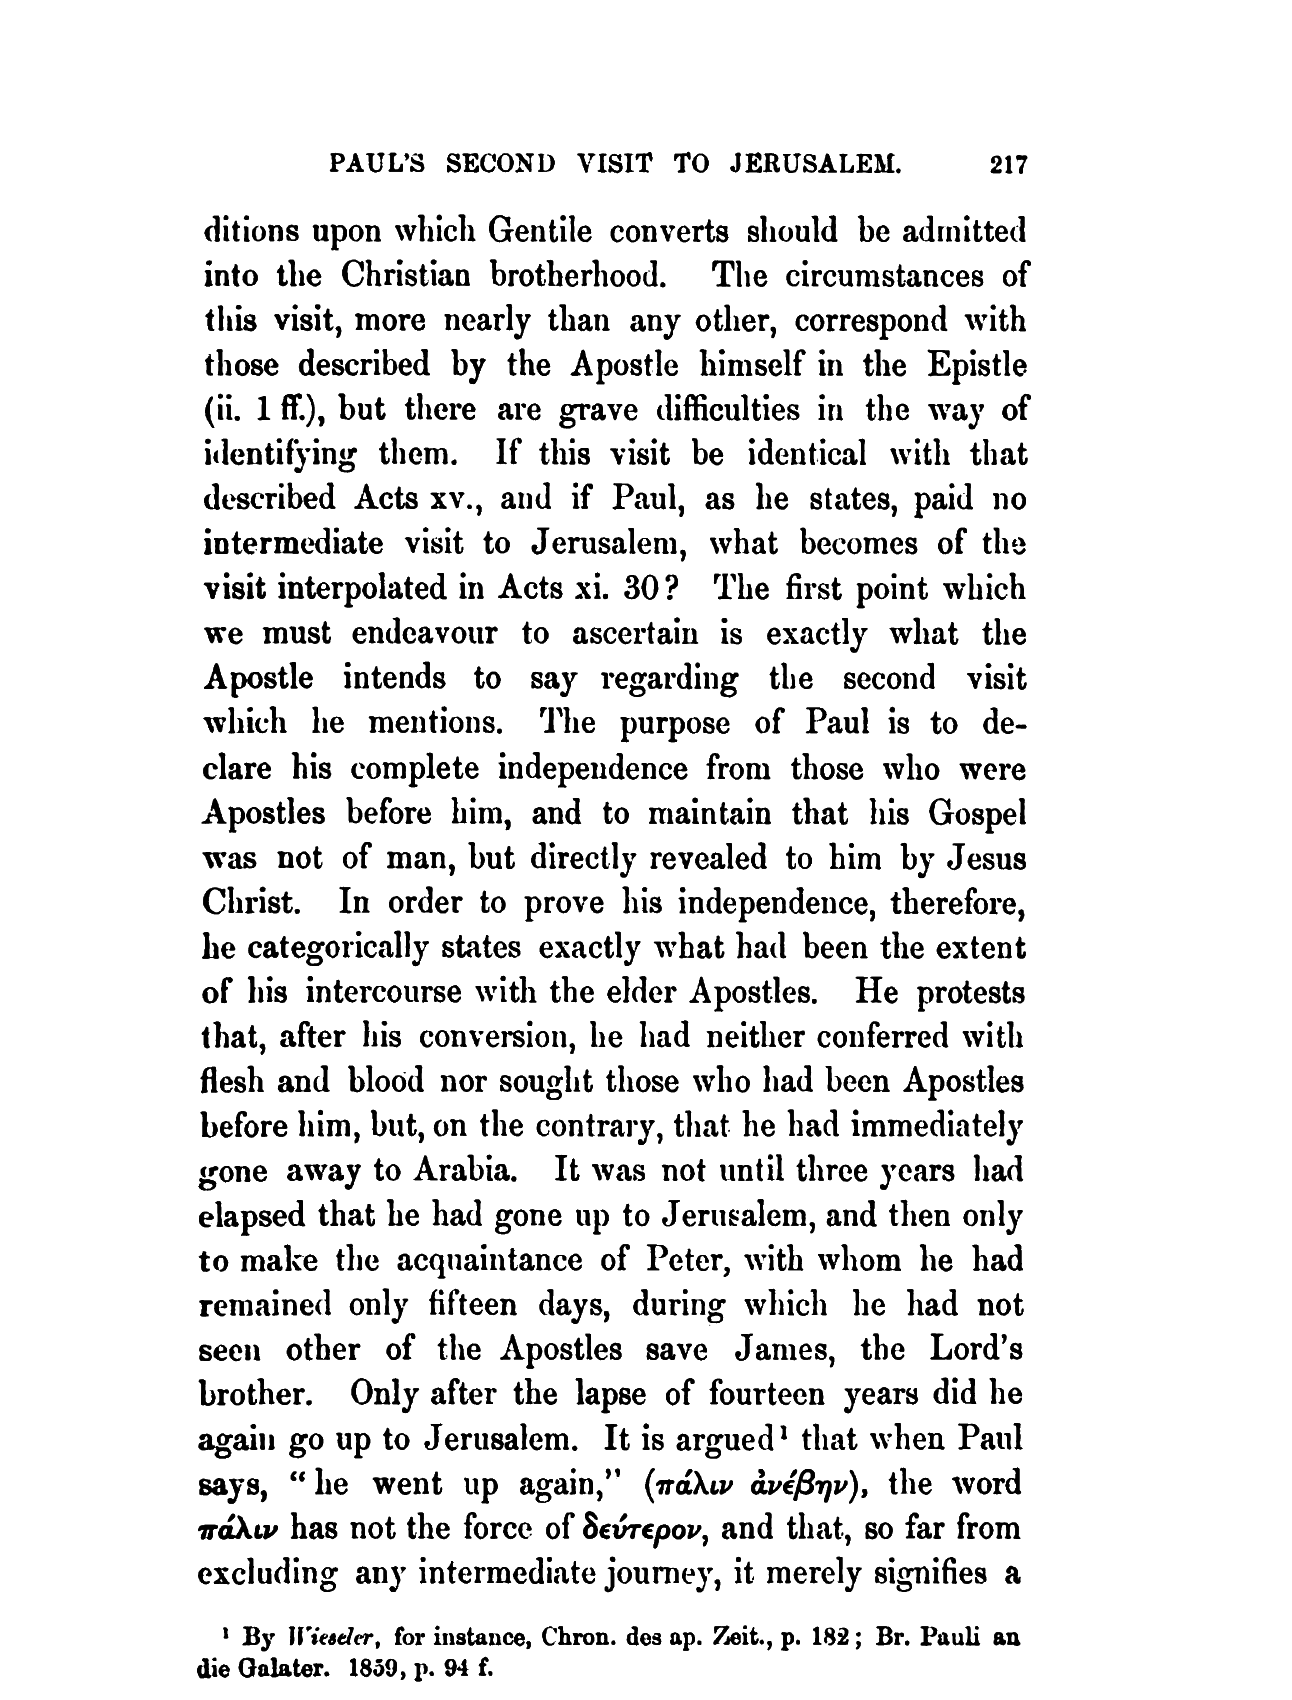 PAUL'S SECOND VISIT TO JERUSALEM. 217
ditions upon which Gentile converts should be admitted
into the Christian brotherhood. The circumstances of
this visit, more nearly than any other, correspond with
those described by the Apostle himself in the Epistle
(ii. 1 ff.), but there are grave difficulties in the way of
identifying them. If this visit be identical with that
described Acts xv., and if Paul, as he states, paid no
intermediate visit to Jerusalem, what becomes of the
visit interpolated in Acts xi. 30? The first point which
we must endeavour to ascertain is exactly what the
Apostle intends to say regarding the second visit
which he mentions. The purpose of Paul is to de-
clare his complete independence from those who were
Apostles before him, and to maintain that his Gospel
was not of man, but directly revealed to him by Jesus
Christ. In order to prove his independence, therefore,
he categorically states exactly what had been the extent
of his intercourse with the elder Apostles. He protests
that, after his conversion, he had neither conferred with
flesh and blood nor sought those who had been Apostles
before him, but, on the contrary, that he had immediately
gone away to Arabia. It was not until three years had
elapsed that he had gone up to Jerusalem, and then only
to make the acquaintance of Peter, with whom he had
remained only fifteen days, during which he had not
seen other of the Apostles save James, the Lord's
brother. Only after the lapse of fourteen years did he
again go up to Jerusalem. It is argued¹ that when Paul
says, “he went up again,” (πάλιν ἀνέβην), the word
πάλιν has not the force of δεύτερον, and that, so far from
excluding any intermediate journey, it merely signifies a
¹ By Wieseler, for instance, Chron. des ap. Zeit., p. 182; Br. Pauli an
die Galater. 1859, p. 94 f.